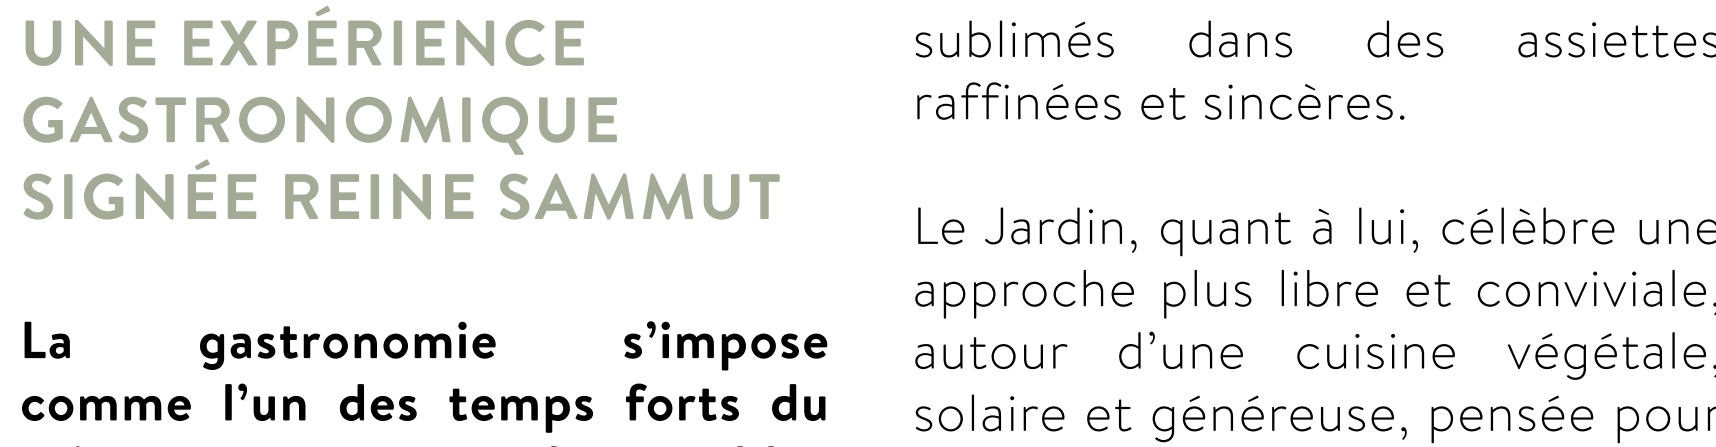 UNE EXPÉRIENCE
GASTRONOMIQUE
SIGNÉE REINE SAMMUT
La gastronomie s’impose
comme l’un des temps forts du
sublimés dans des assiettes
raffinées et sincères.
Le Jardin, quant à lui, célèbre une
approche plus libre et conviviale,
autour d’une cuisine végétale,
solaire et généreuse, pensée pour